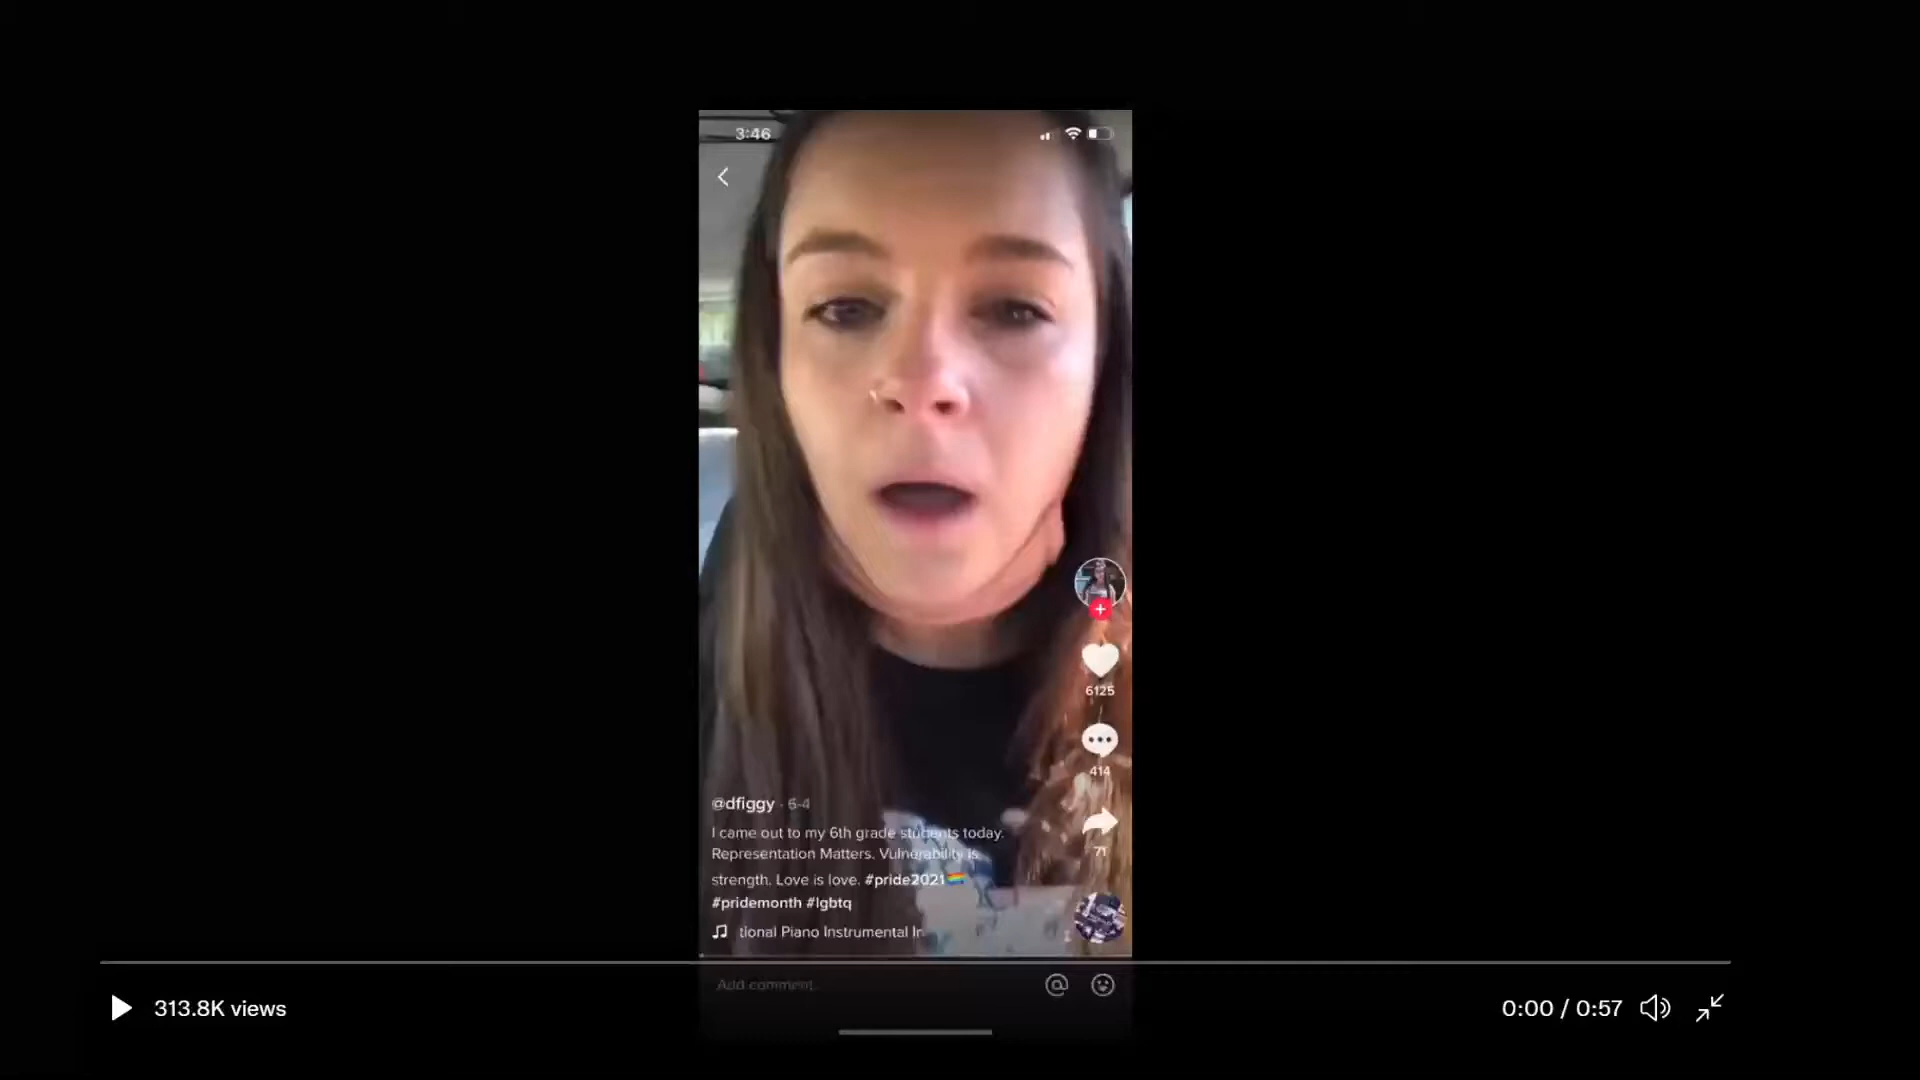 3:46
6125
414
71
@dfiggy · 6-4
I came out to my 6th grade students today.
Representation Matters. Vulnerability is
strength. Love is love. #pride2021🏳️‍🌈
#pridemonth #lgbtq
tional Piano Instrumental In
Add comment...
313.8K views
0:00 / 0:57